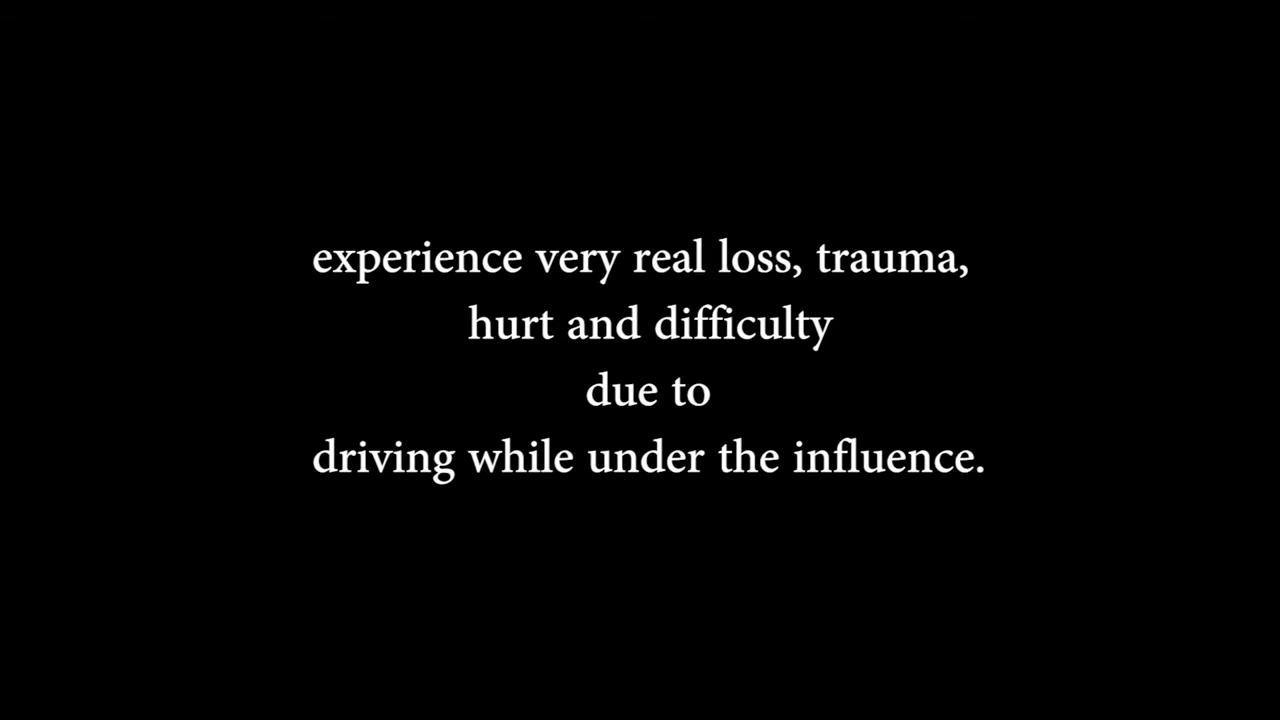 experience very real loss, trauma,
hurt and difficulty
due to
driving while under the influence.